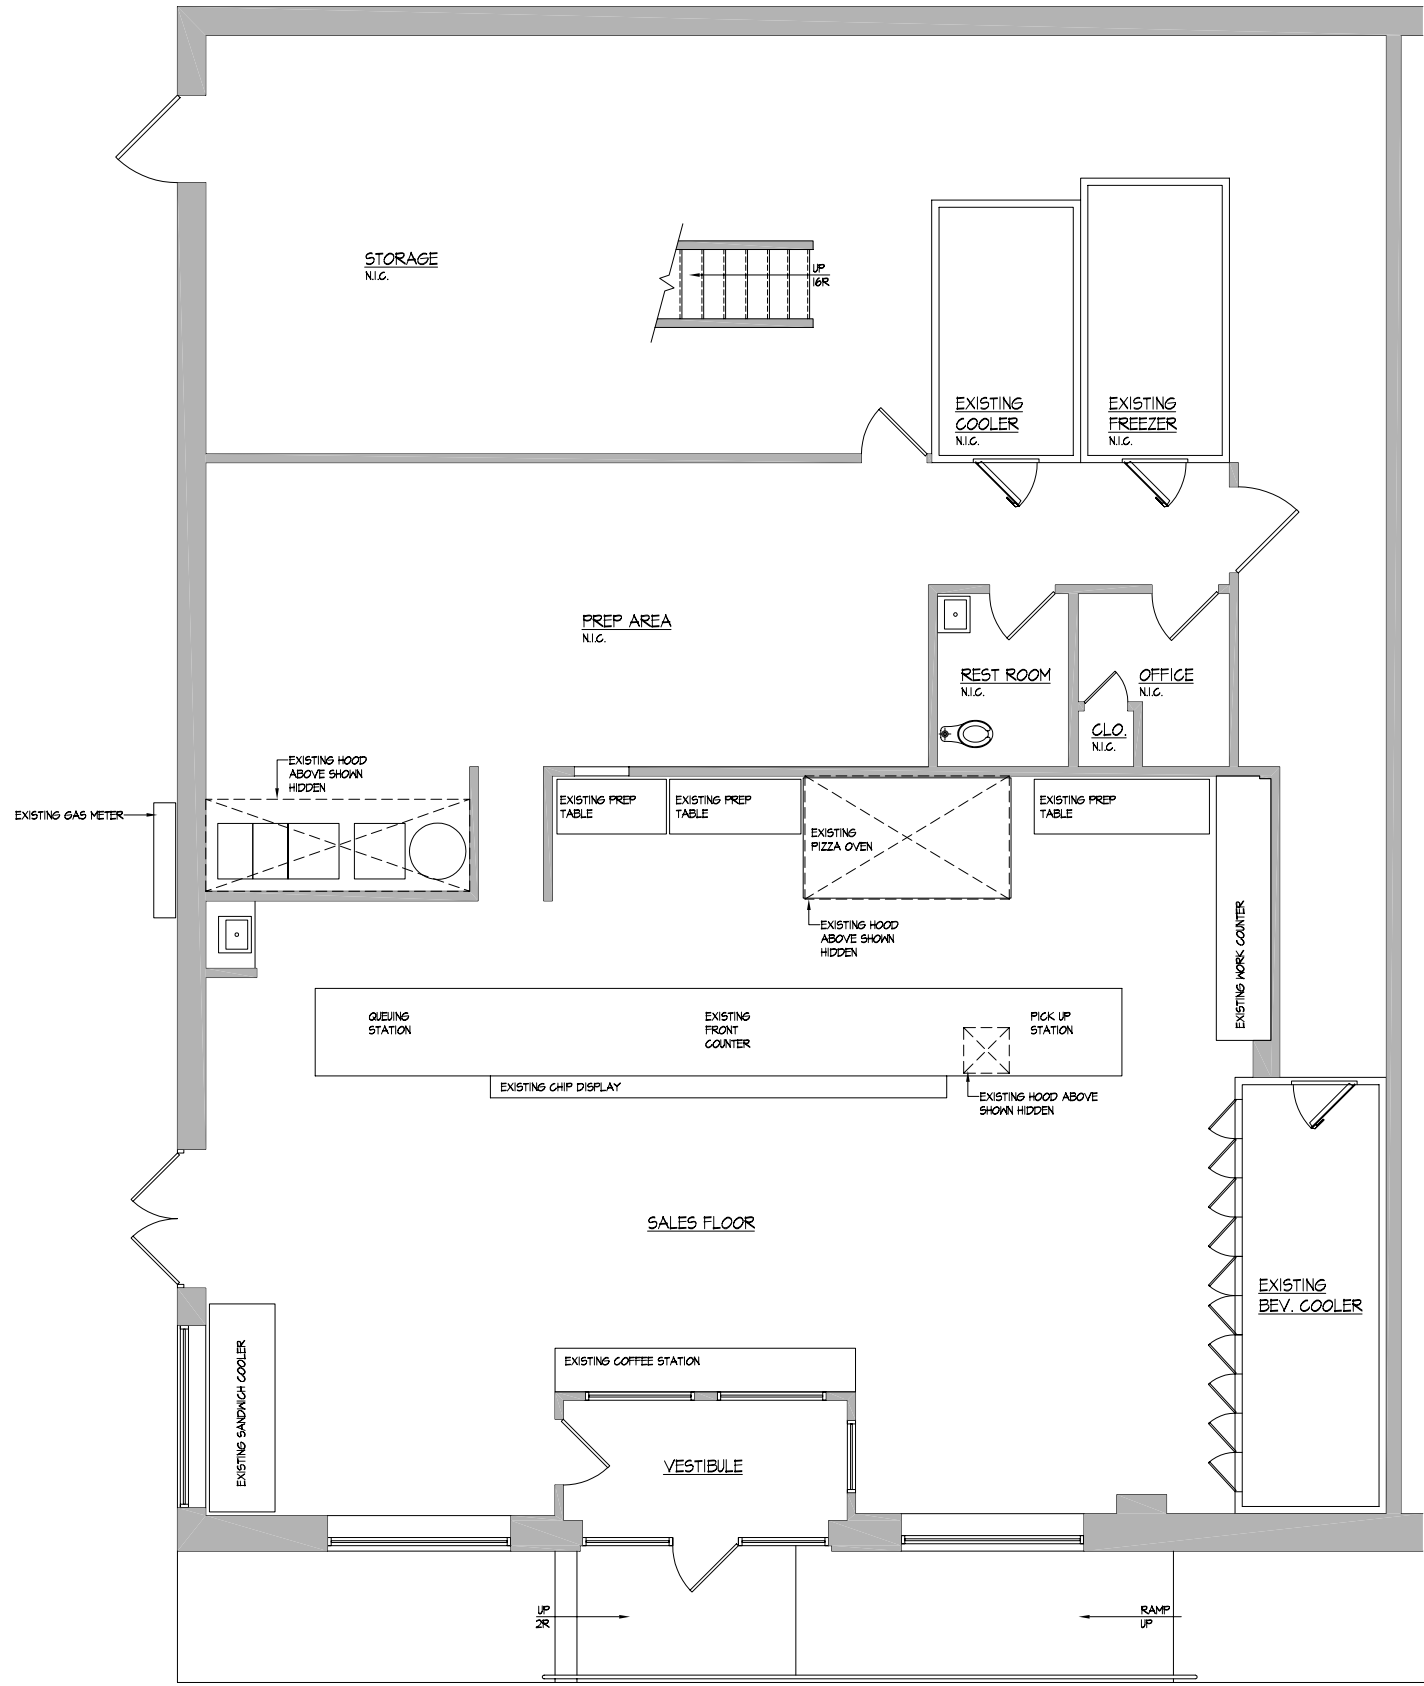 STORAGE
N.I.C.
UP
16R
EXISTING
COOLER
N.I.C.
EXISTING
FREEZER
N.I.C.
PREP AREA
N.I.C.
REST ROOM
N.I.C.
OFFICE
N.I.C.
CLO.
N.I.C.
EXISTING HOOD
ABOVE SHOWN
HIDDEN
EXISTING GAS METER
EXISTING PREP
TABLE
EXISTING PREP
TABLE
EXISTING
PIZZA OVEN
EXISTING PREP
TABLE
EXISTING HOOD
ABOVE SHOWN
HIDDEN
EXISTING WORK COUNTER
QUEUING
STATION
EXISTING
FRONT
COUNTER
PICK UP
STATION
EXISTING CHIP DISPLAY
EXISTING HOOD ABOVE
SHOWN HIDDEN
SALES FLOOR
EXISTING
BEV. COOLER
EXISTING SANDWICH COOLER
EXISTING COFFEE STATION
VESTIBULE
UP
2R
RAMP
UP